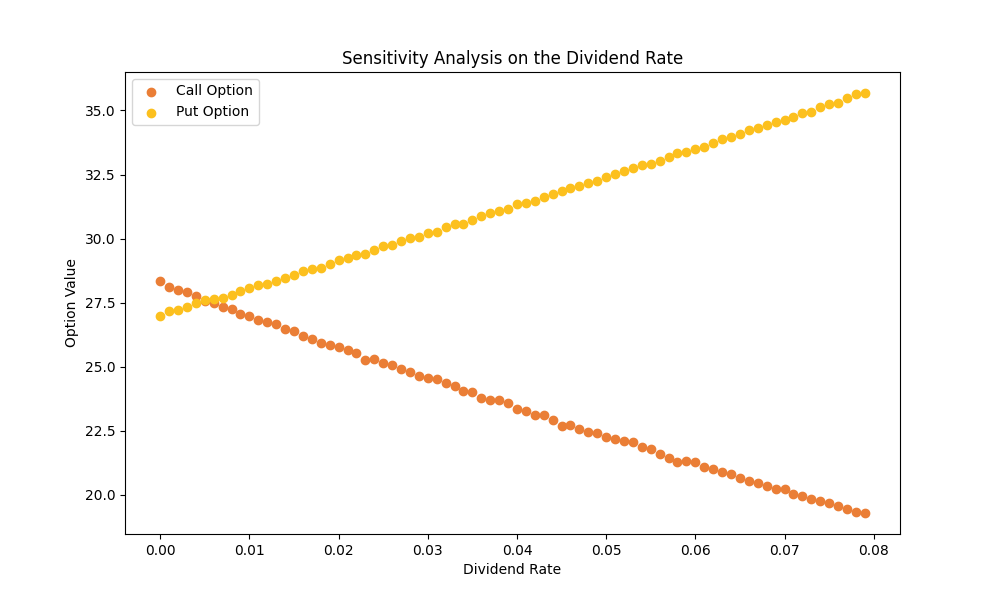 Sensitivity Analysis on the Dividend Rate
Call Option
Put Option
Option Value
35.0
32.5
30.0
27.5
25.0
22.5
20.0
0.00 0.01 0.02 0.03 0.04 0.05 0.06 0.07 0.08
Dividend Rate